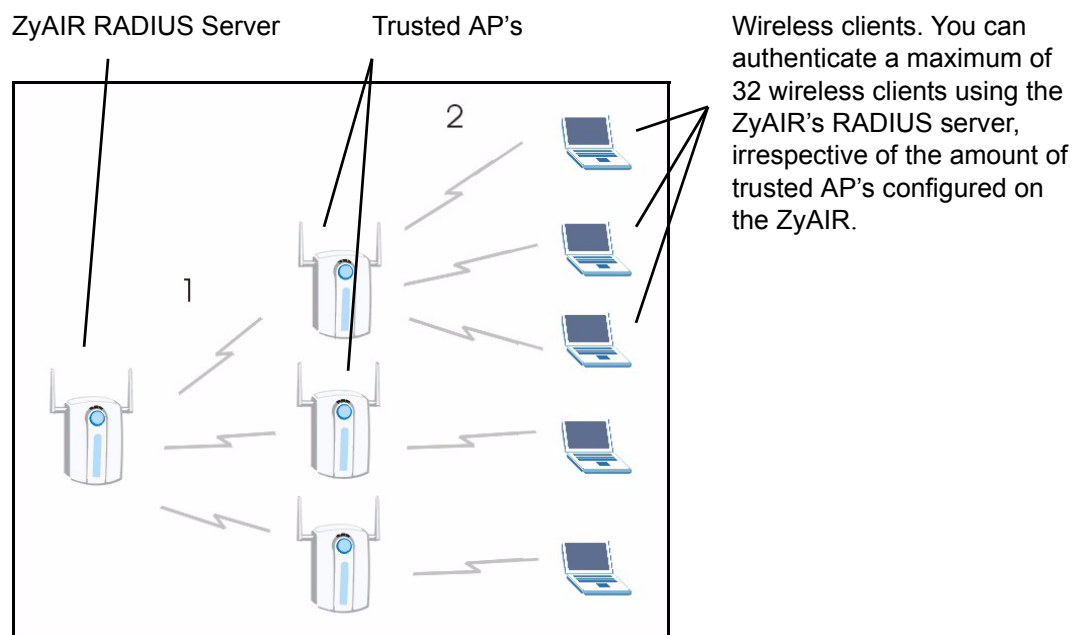 ZyAIR RADIUS Server
Trusted AP's
Wireless clients. You can
authenticate a maximum of
32 wireless clients using the
ZyAIR's RADIUS server,
irrespective of the amount of
trusted AP's configured on
the ZyAIR.
2
1